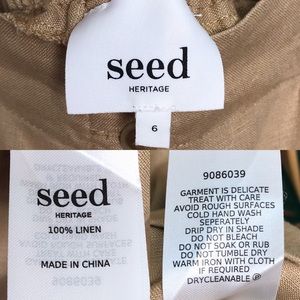 seed
HERITAGE
6
seed
HERITAGE
100% LINEN
MADE IN CHINA
9086039
GARMENT IS DELICATE
TREAT WITH CARE
AVOID ROUGH SURFACES
COLD HAND WASH
SEPERATELY
DRIP DRY IN SHADE
DO NOT BLEACH
DO NOT SOAK OR RUB
DO NOT TUMBLE DRY
WARM IRON WITH CLOTH
IF REQUIRED
DRYCLEANABLE Ⓟ